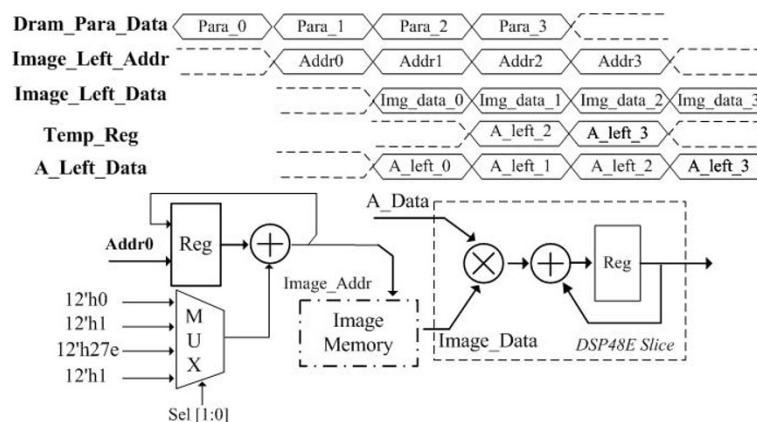 Dram_Para_Data Para_0 Para_1 Para_2 Para_3
Image_Left_Addr Addr0 Addr1 Addr2 Addr3
Image_Left_Data Img_data_0 Img_data_1 Img_data_2 Img_data_3
Temp_Reg A_left_2 A_left_3
A_Left_Data A_left_0 A_left_1 A_left_2 A_left_3
Addr0
Reg
+
12'h0
12'h1
12'h27e
12'h1
MUX
Sel [1:0]
Image_Addr
Image
Memory
A_Data
Image_Data
×
+
Reg
DSP48E Slice